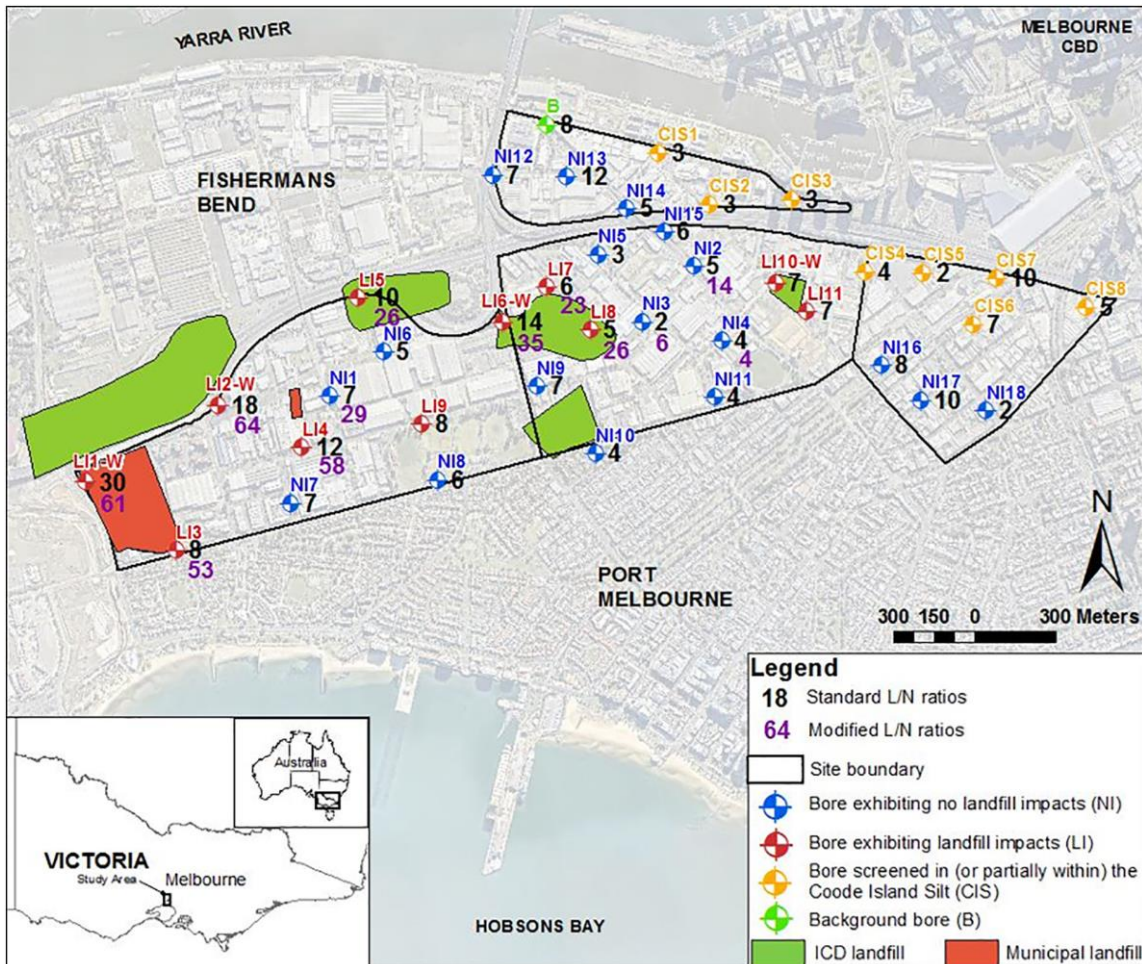 YARRA RIVER
MELBOURNE
CBD
B
8
CIS1
3
NI12
7
NI13
12
FISHERMANS
BEND
CIS2
3
CIS3
3
NI14
5
NI15
6
NI5
3
NI2
5
14
LI10-W
7
CIS4
4
CIS5
2
CIS7
10
CIS8
5
LI5
10
26
LI7
6
23
LI6-W
14
35
LI8
5
26
NI3
2
6
LI11
7
NI4
4
4
CIS6
7
NI6
5
NI16
8
NI9
7
NI1
7
29
LI2-W
18
64
LI9
8
NI11
4
NI17
10
NI18
2
LI4
12
58
NI10
4
LI1-W
30
61
NI8
6
NI7
7
LI3
8
53
PORT
MELBOURNE
N
300 150 0 300 Meters
HOBSONS BAY
Australia
VICTORIA
Study Area
Melbourne
Legend
18 Standard L/N ratios
64 Modified L/N ratios
Site boundary
Bore exhibiting no landfill impacts (NI)
Bore exhibiting landfill impacts (LI)
Bore screened in (or partially within) the
Coode Island Silt (CIS)
Background bore (B)
ICD landfill
Municipal landfill